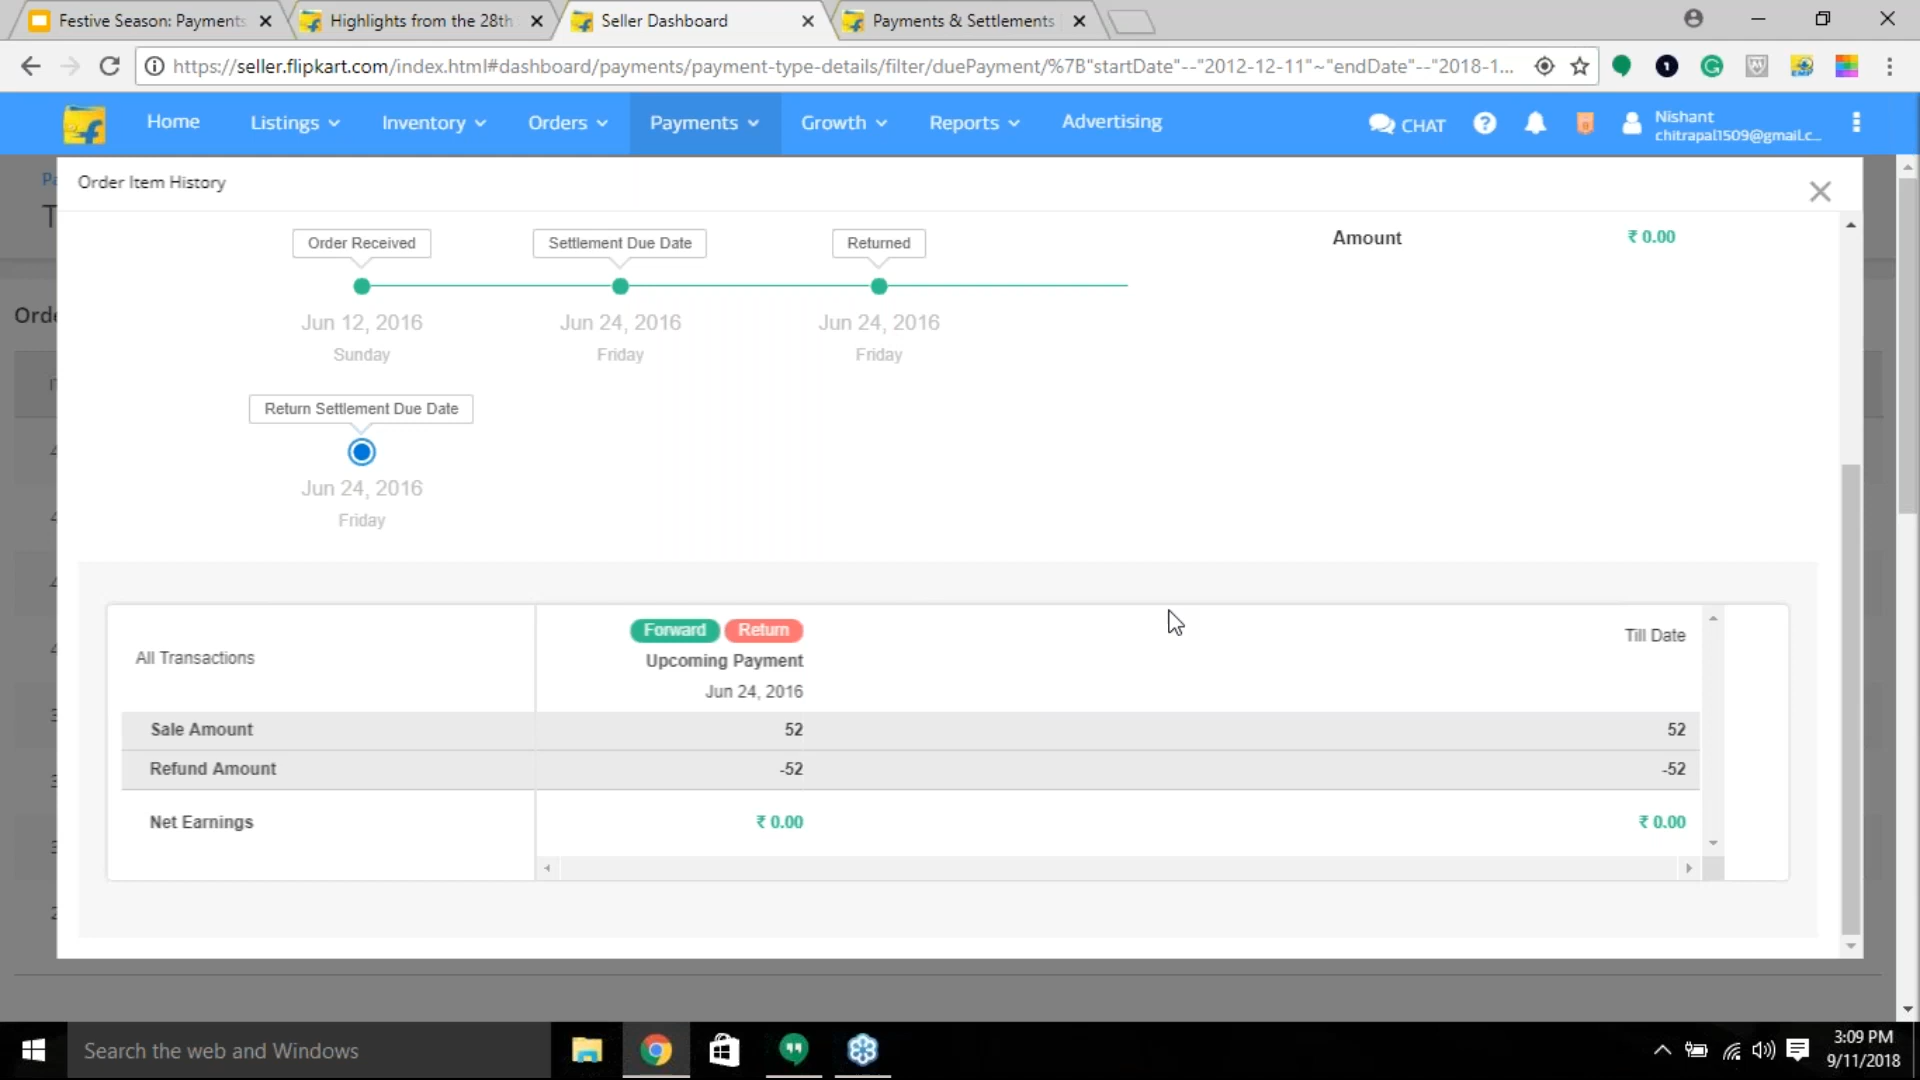 Festive Season: Payments
Highlights from the 28th
Seller Dashboard
Payments & Settlements
https://seller.flipkart.com/index.html#dashboard/payments/payment-type-details/filter/duePayment/%7B"startDate"--"2012-12-11"~"endDate"--"2018-1...
Home
Listings
Inventory
Orders
Payments
Growth
Reports
Advertising
CHAT
Nishant
chitrapal1509@gmail.c...
Order Item History
Order Received
Settlement Due Date
Returned
Amount
₹ 0.00
Jun 12, 2016
Jun 24, 2016
Jun 24, 2016
Sunday
Friday
Friday
Return Settlement Due Date
Jun 24, 2016
Friday
All Transactions
Forward
Return
Upcoming Payment
Jun 24, 2016
Till Date
Sale Amount
52
52
Refund Amount
-52
-52
Net Earnings
₹ 0.00
₹ 0.00
Search the web and Windows
3:09 PM
9/11/2018